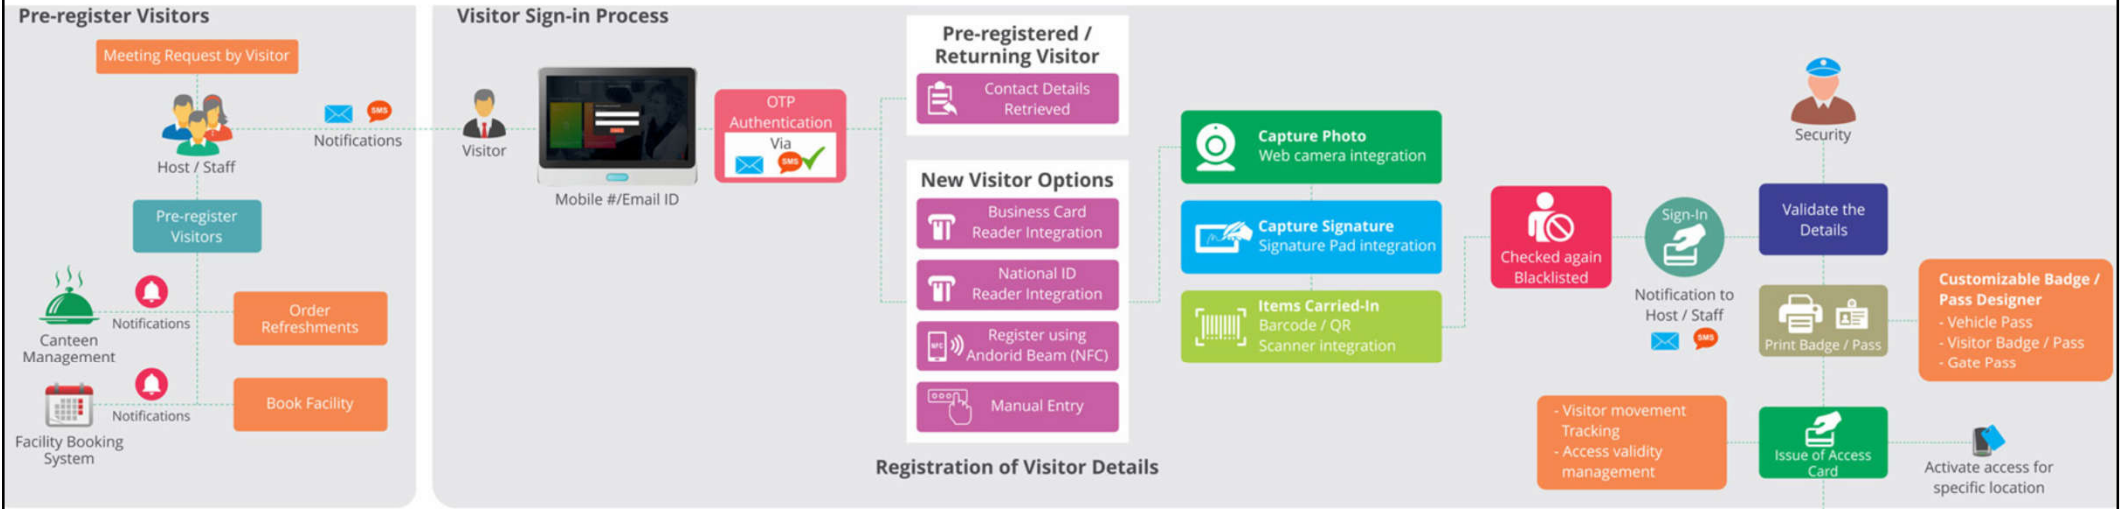 Pre-register Visitors
Meeting Request by Visitor
SMS
Notifications
Host / Staff
Pre-register
Visitors
Notifications
Canteen
Management
Order
Refreshments
Notifications
Facility Booking
System
Book Facility
Visitor Sign-in Process
Visitor
Mobile #/Email ID
OTP
Authentication
Via
SMS
Pre-registered /
Returning Visitor
Contact Details
Retrieved
New Visitor Options
Business Card
Reader Integration
National ID
Reader Integration
NFC
Register using
Andorid Beam (NFC)
Manual Entry
Registration of Visitor Details
Capture Photo
Web camera integration
Capture Signature
Signature Pad integration
Items Carried-In
Barcode / QR
Scanner integration
Checked again
Blacklisted
Sign-In
Notification to
Host / Staff
SMS
Security
Validate the
Details
Print Badge / Pass
Customizable Badge /
Pass Designer
- Vehicle Pass
- Visitor Badge / Pass
- Gate Pass
- Visitor movement
Tracking
- Access validity
management
Issue of Access
Card
Activate access for
specific location